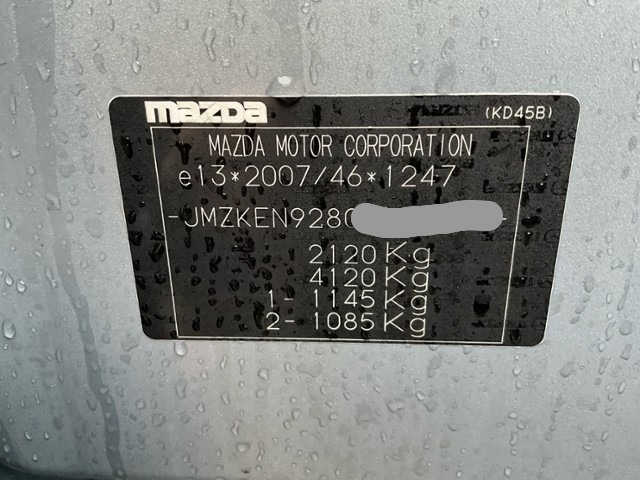 mazda
(KD45B)
MAZDA MOTOR CORPORATION
e13*2007/46*1247
-JMZKEN9280 -
2120 Kg
4120 Kg
1- 1145 Kg
2- 1085 Kg